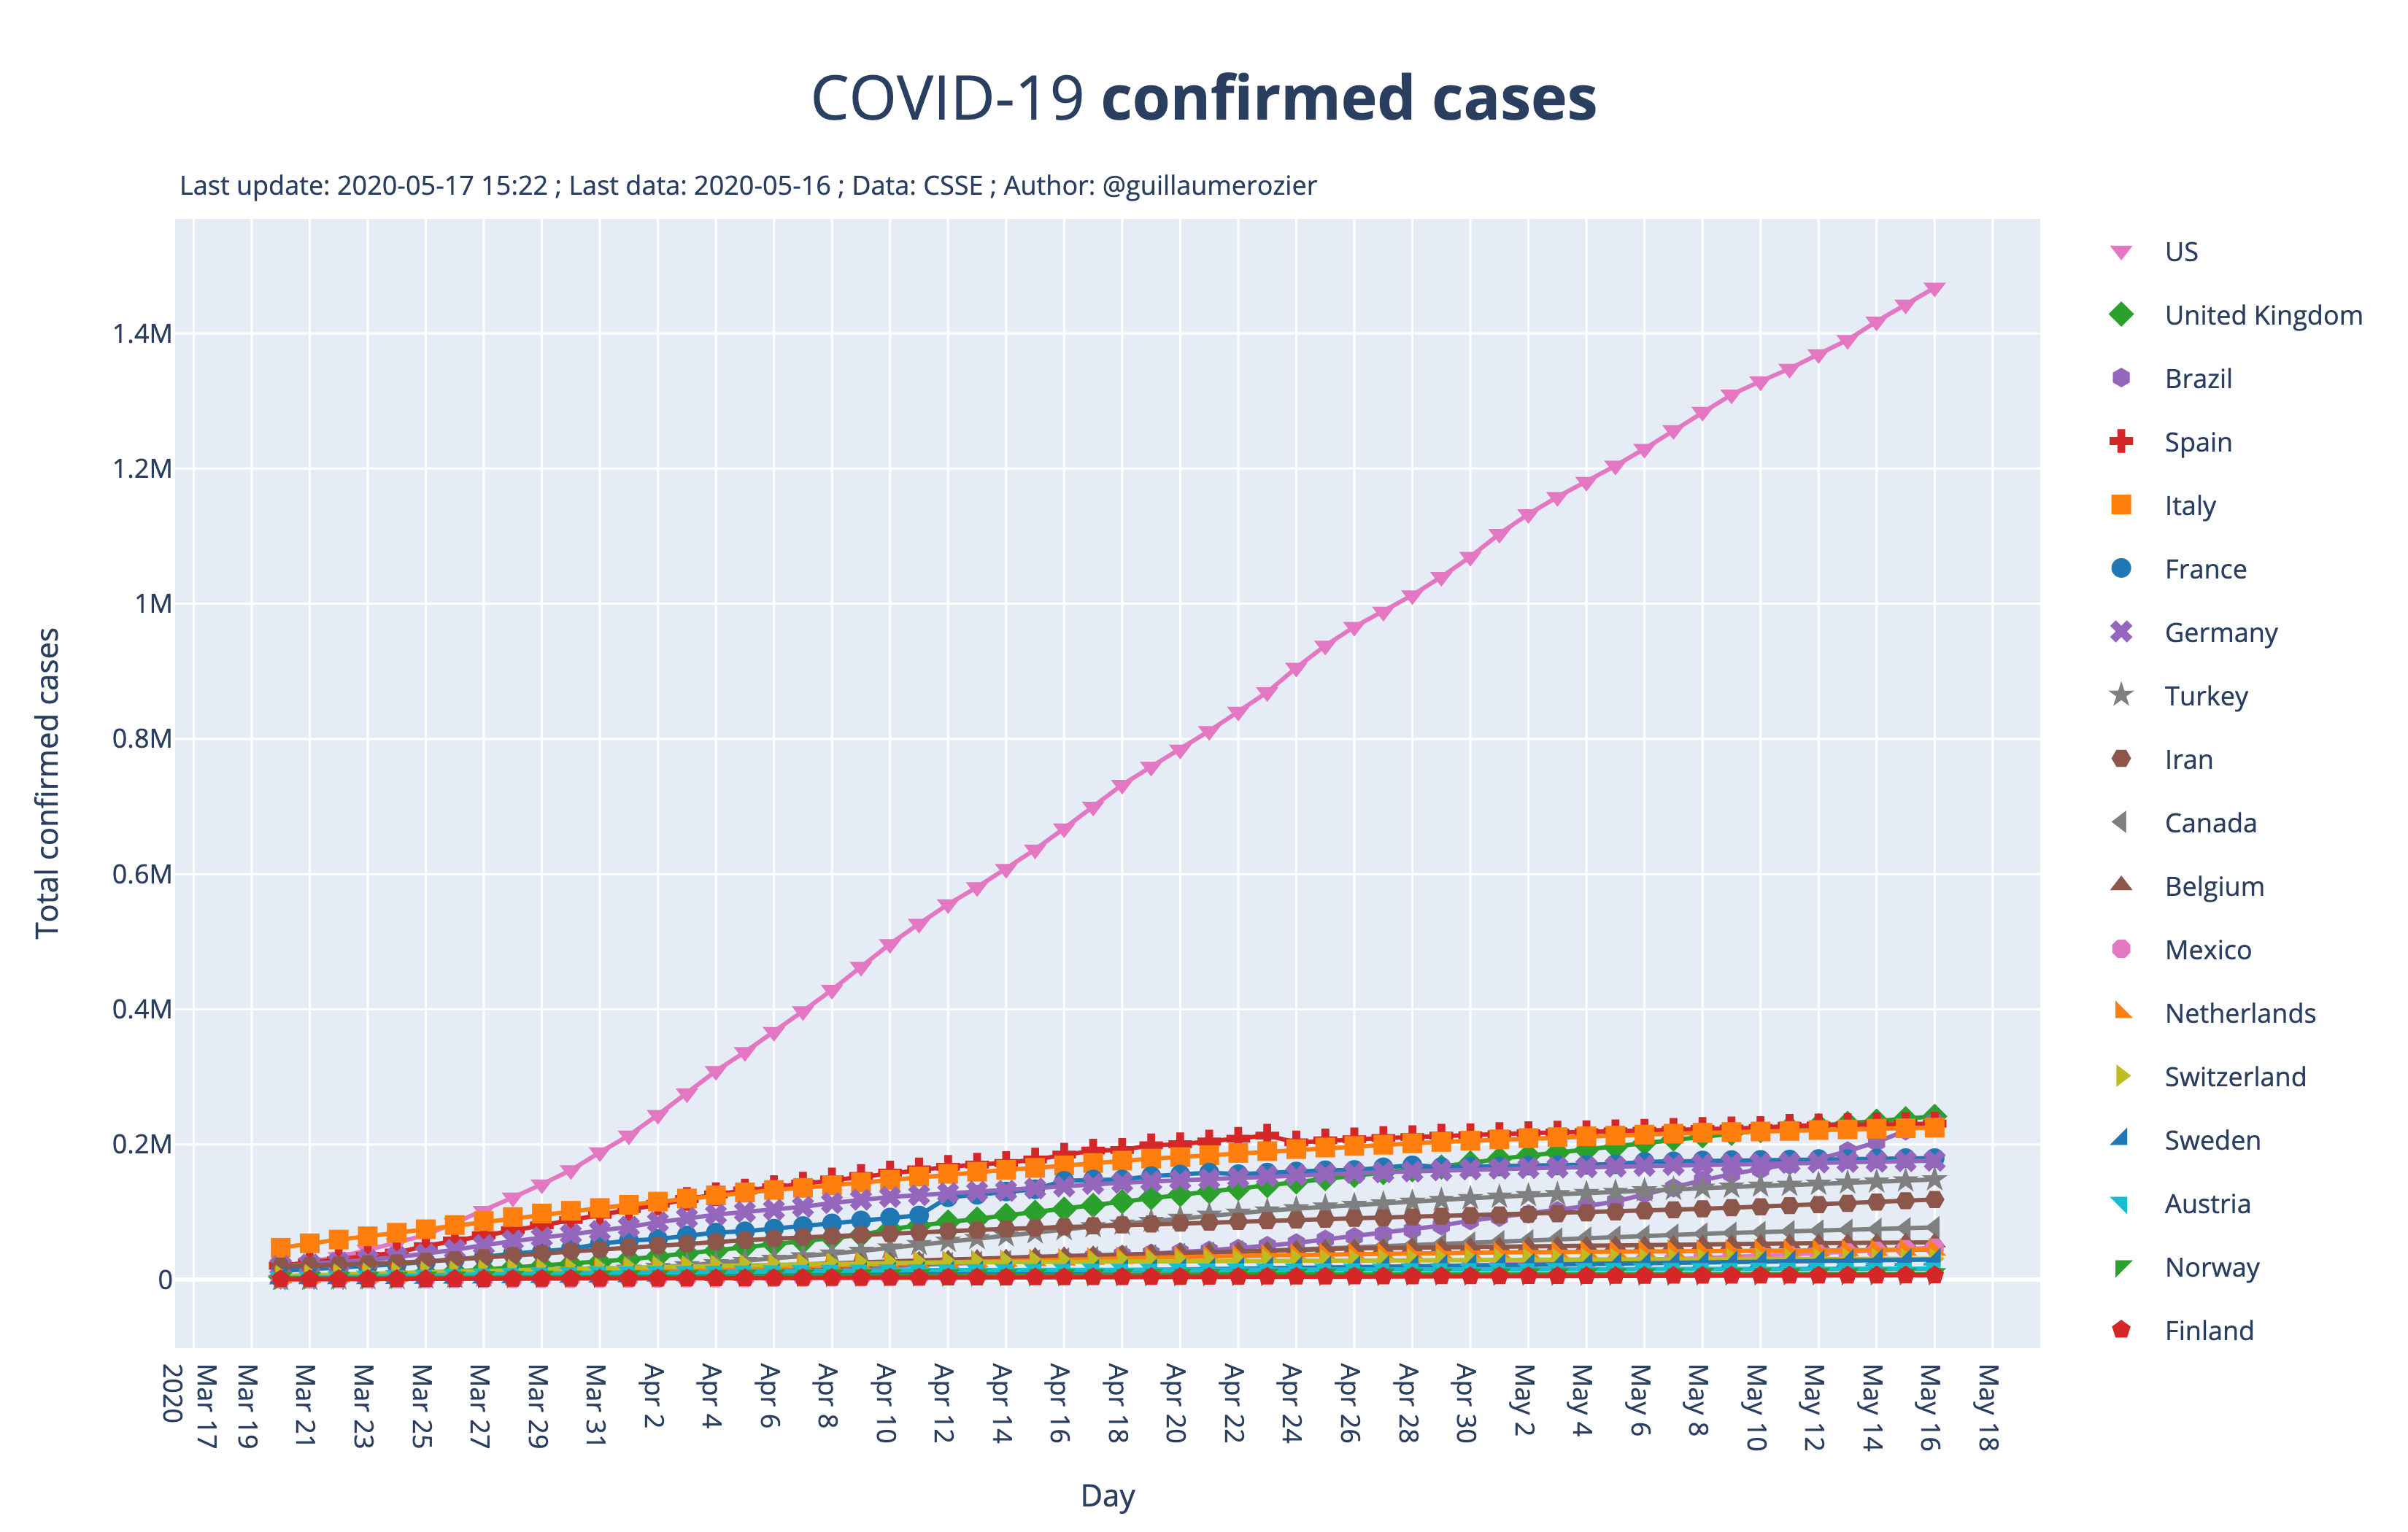 COVID-19 confirmed cases
Last update: 2020-05-17 15:22 ; Last data: 2020-05-16 ; Data: CSSE ; Author: @guillaumerozier
Total confirmed cases
1.4M
1.2M
1M
0.8M
0.6M
0.4M
0.2M
0
US
United Kingdom
Brazil
Spain
Italy
France
Germany
Turkey
Iran
Canada
Belgium
Mexico
Netherlands
Switzerland
Sweden
Austria
Norway
Finland
Mar 17
2020
Mar 19
Mar 21
Mar 23
Mar 25
Mar 27
Mar 29
Mar 31
Apr 2
Apr 4
Apr 6
Apr 8
Apr 10
Apr 12
Apr 14
Apr 16
Apr 18
Apr 20
Apr 22
Apr 24
Apr 26
Apr 28
Apr 30
May 2
May 4
May 6
May 8
May 10
May 12
May 14
May 16
May 18
Day